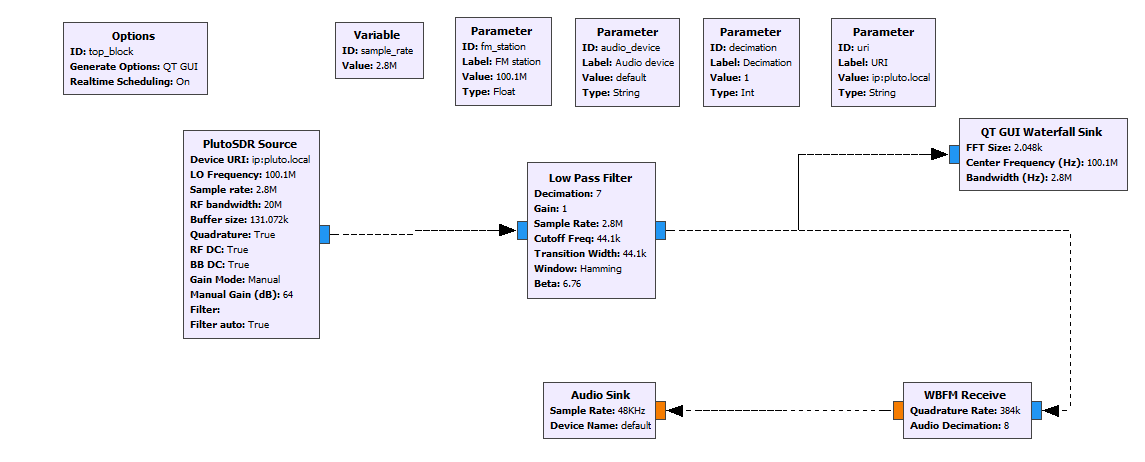 Options
ID: top_block
Generate Options: QT GUI
Realtime Scheduling: On
Variable
ID: sample_rate
Value: 2.8M
Parameter
ID: fm_station
Label: FM station
Value: 100.1M
Type: Float
Parameter
ID: audio_device
Label: Audio device
Value: default
Type: String
Parameter
ID: decimation
Label: Decimation
Value: 1
Type: Int
Parameter
ID: uri
Label: URI
Value: ip:pluto.local
Type: String
PlutoSDR Source
Device URI: ip:pluto.local
LO Frequency: 100.1M
Sample rate: 2.8M
RF bandwidth: 20M
Buffer size: 131.072k
Quadrature: True
RF DC: True
BB DC: True
Gain Mode: Manual
Manual Gain (dB): 64
Filter:
Filter auto: True
Low Pass Filter
Decimation: 7
Gain: 1
Sample Rate: 2.8M
Cutoff Freq: 44.1k
Transition Width: 44.1k
Window: Hamming
Beta: 6.76
QT GUI Waterfall Sink
FFT Size: 2.048k
Center Frequency (Hz): 100.1M
Bandwidth (Hz): 2.8M
Audio Sink
Sample Rate: 48KHz
Device Name: default
WBFM Receive
Quadrature Rate: 384k
Audio Decimation: 8